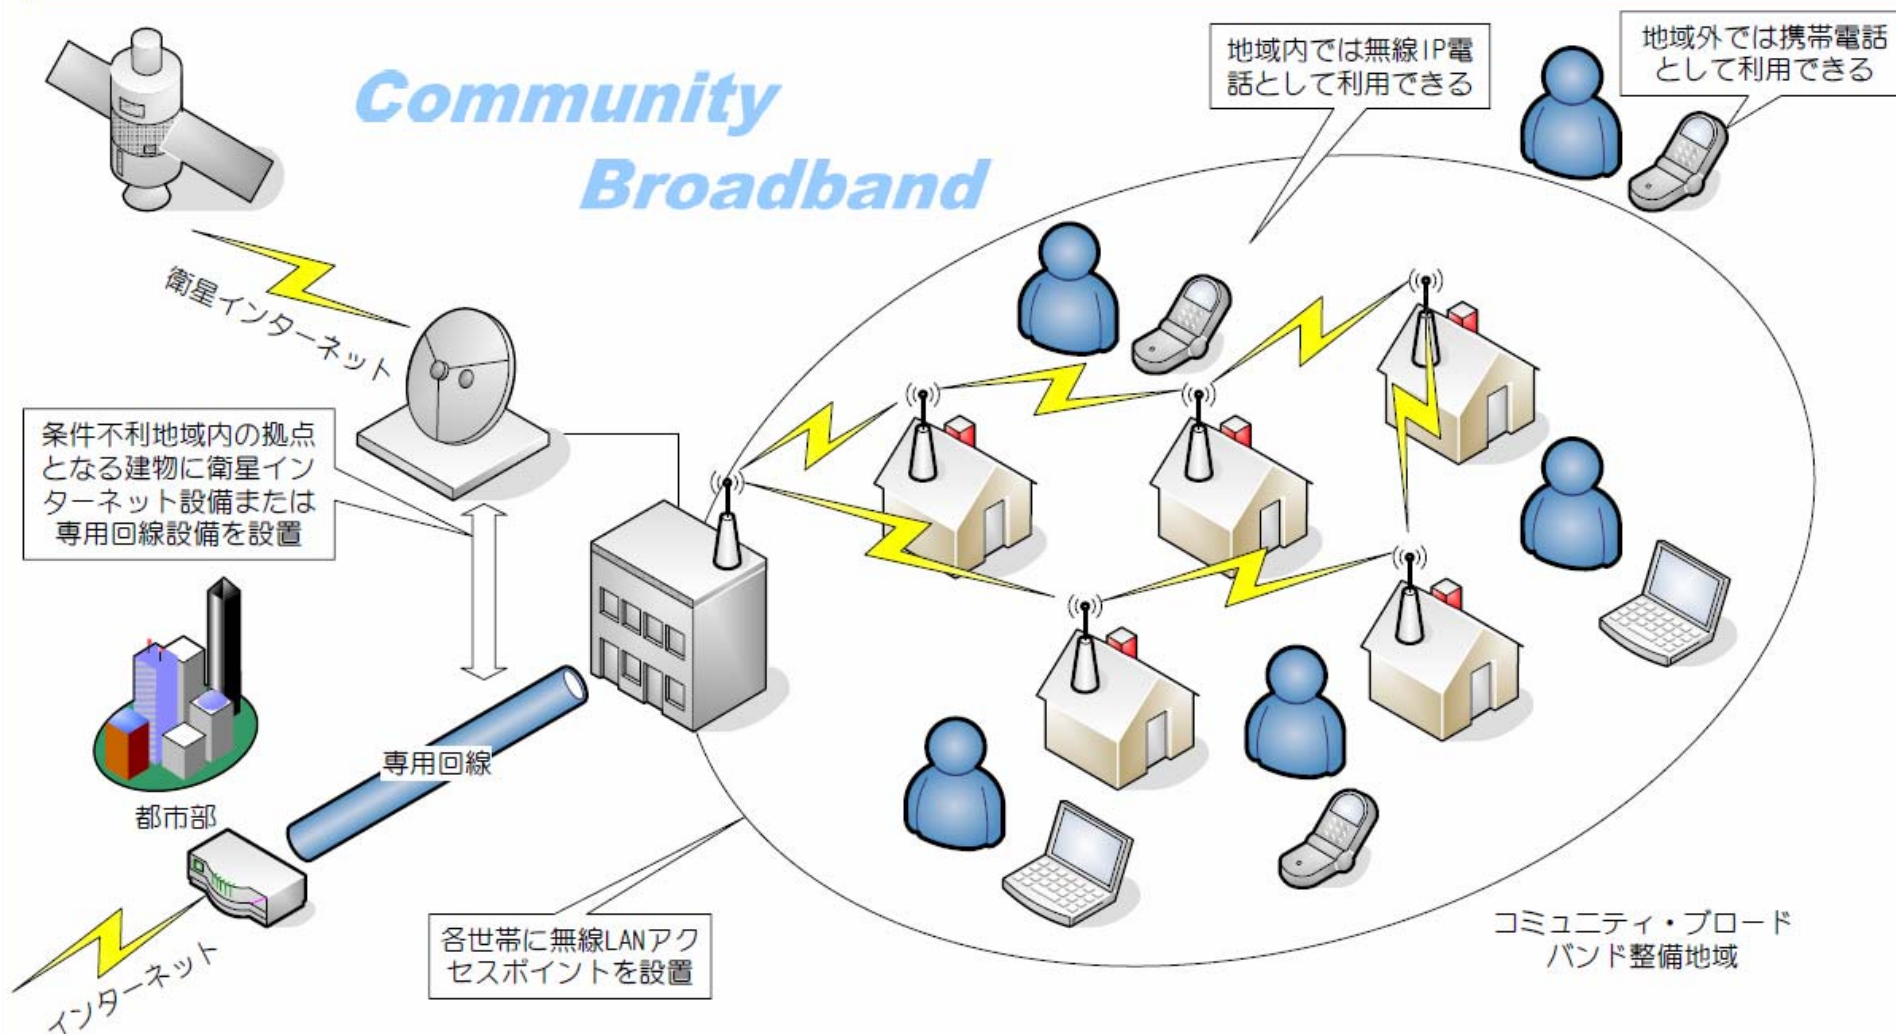 Community
Broadband
地域内では無線IP電
話として利用できる
地域外では携帯電話
として利用できる
衛星インターネット
条件不利地域内の拠点
となる建物に衛星イン
ターネット設備または
専用回線設備を設置
専用回線
都市部
インターネット
各世帯に無線LANアク
セスポイントを設置
コミュニティ・ブロード
バンド整備地域